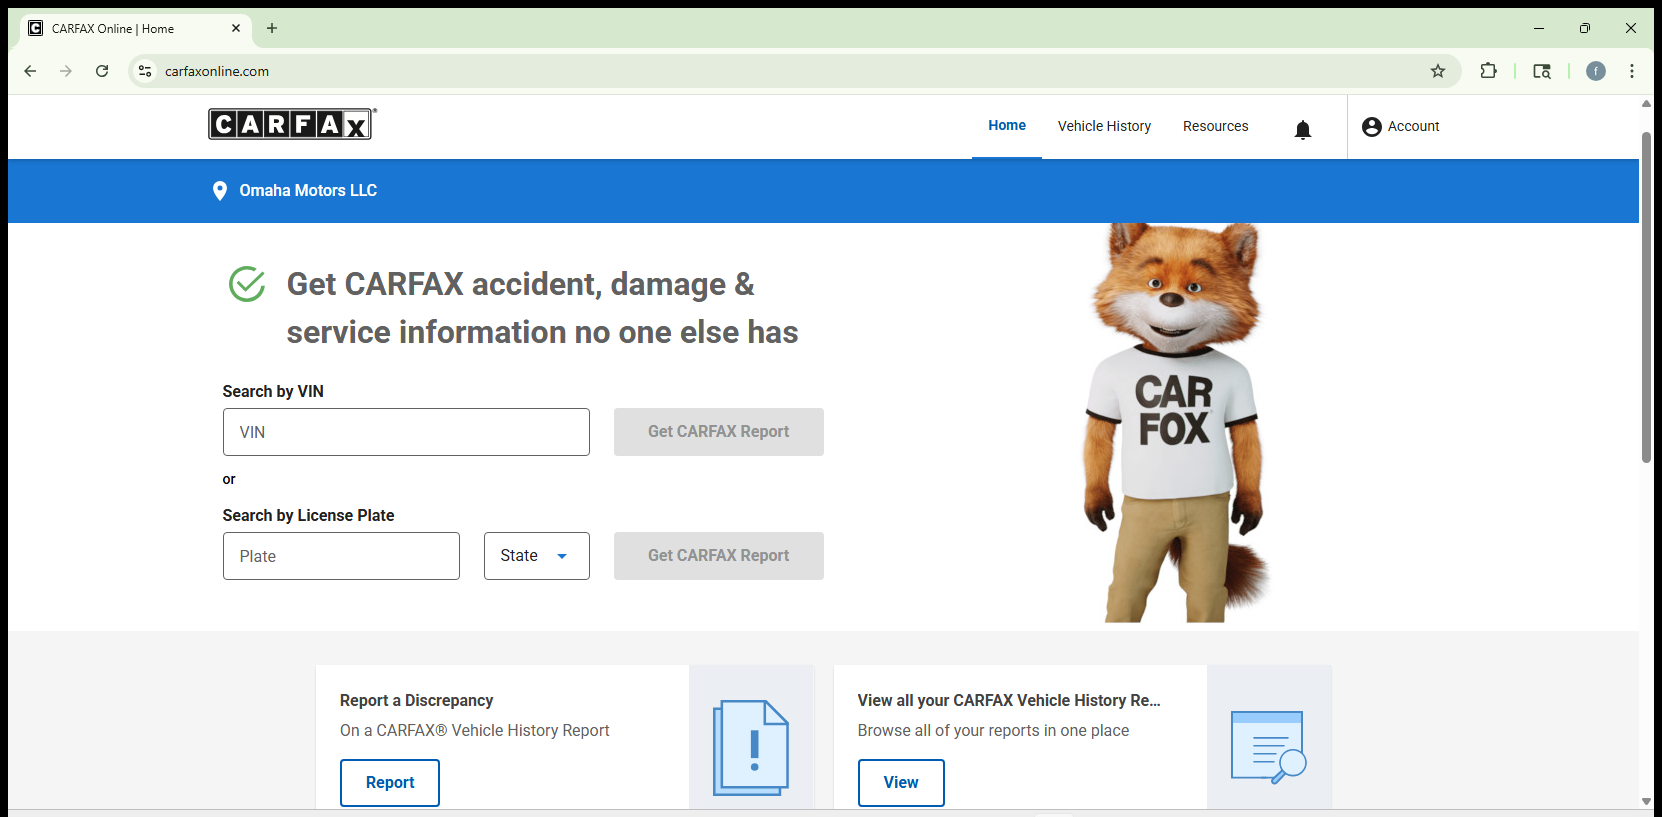 CARFAX Online | Home
carfaxonline.com
CARFAX®
Home
Vehicle History
Resources
Account
Omaha Motors LLC
Get CARFAX accident, damage &
service information no one else has
Search by VIN
VIN
Get CARFAX Report
or
Search by License Plate
Plate
State
Get CARFAX Report
CAR
FOX
Report a Discrepancy
On a CARFAX® Vehicle History Report
Report
View all your CARFAX Vehicle History Re...
Browse all of your reports in one place
View
f